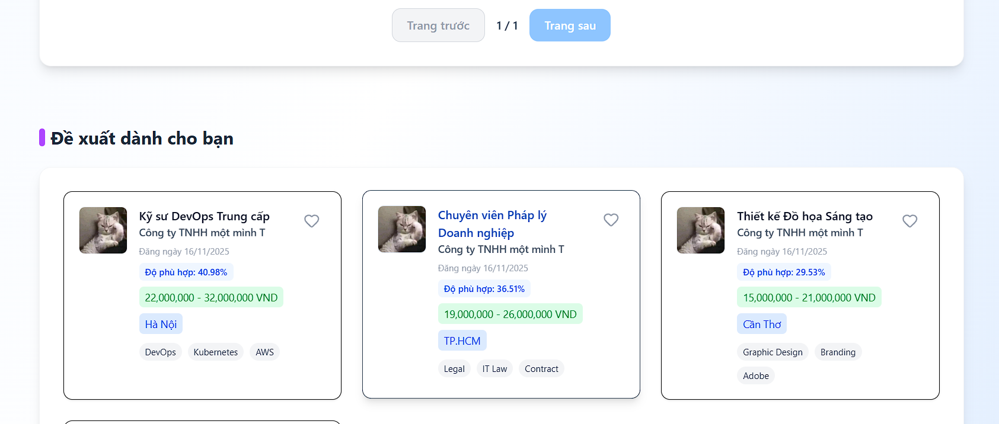 Trang trước 1 / 1 Trang sau
Đề xuất dành cho bạn
Kỹ sư DevOps Trung cấp
Công ty TNHH một mình T
Đăng ngày 16/11/2025
Độ phù hợp: 40.98%
22,000,000 - 32,000,000 VND
Hà Nội
DevOps Kubernetes AWS
Chuyên viên Pháp lý
Doanh nghiệp
Công ty TNHH một mình T
Đăng ngày 16/11/2025
Độ phù hợp: 36.51%
19,000,000 - 26,000,000 VND
TP.HCM
Legal IT Law Contract
Thiết kế Đồ họa Sáng tạo
Công ty TNHH một mình T
Đăng ngày 16/11/2025
Độ phù hợp: 29.53%
15,000,000 - 21,000,000 VND
Cần Thơ
Graphic Design Branding
Adobe